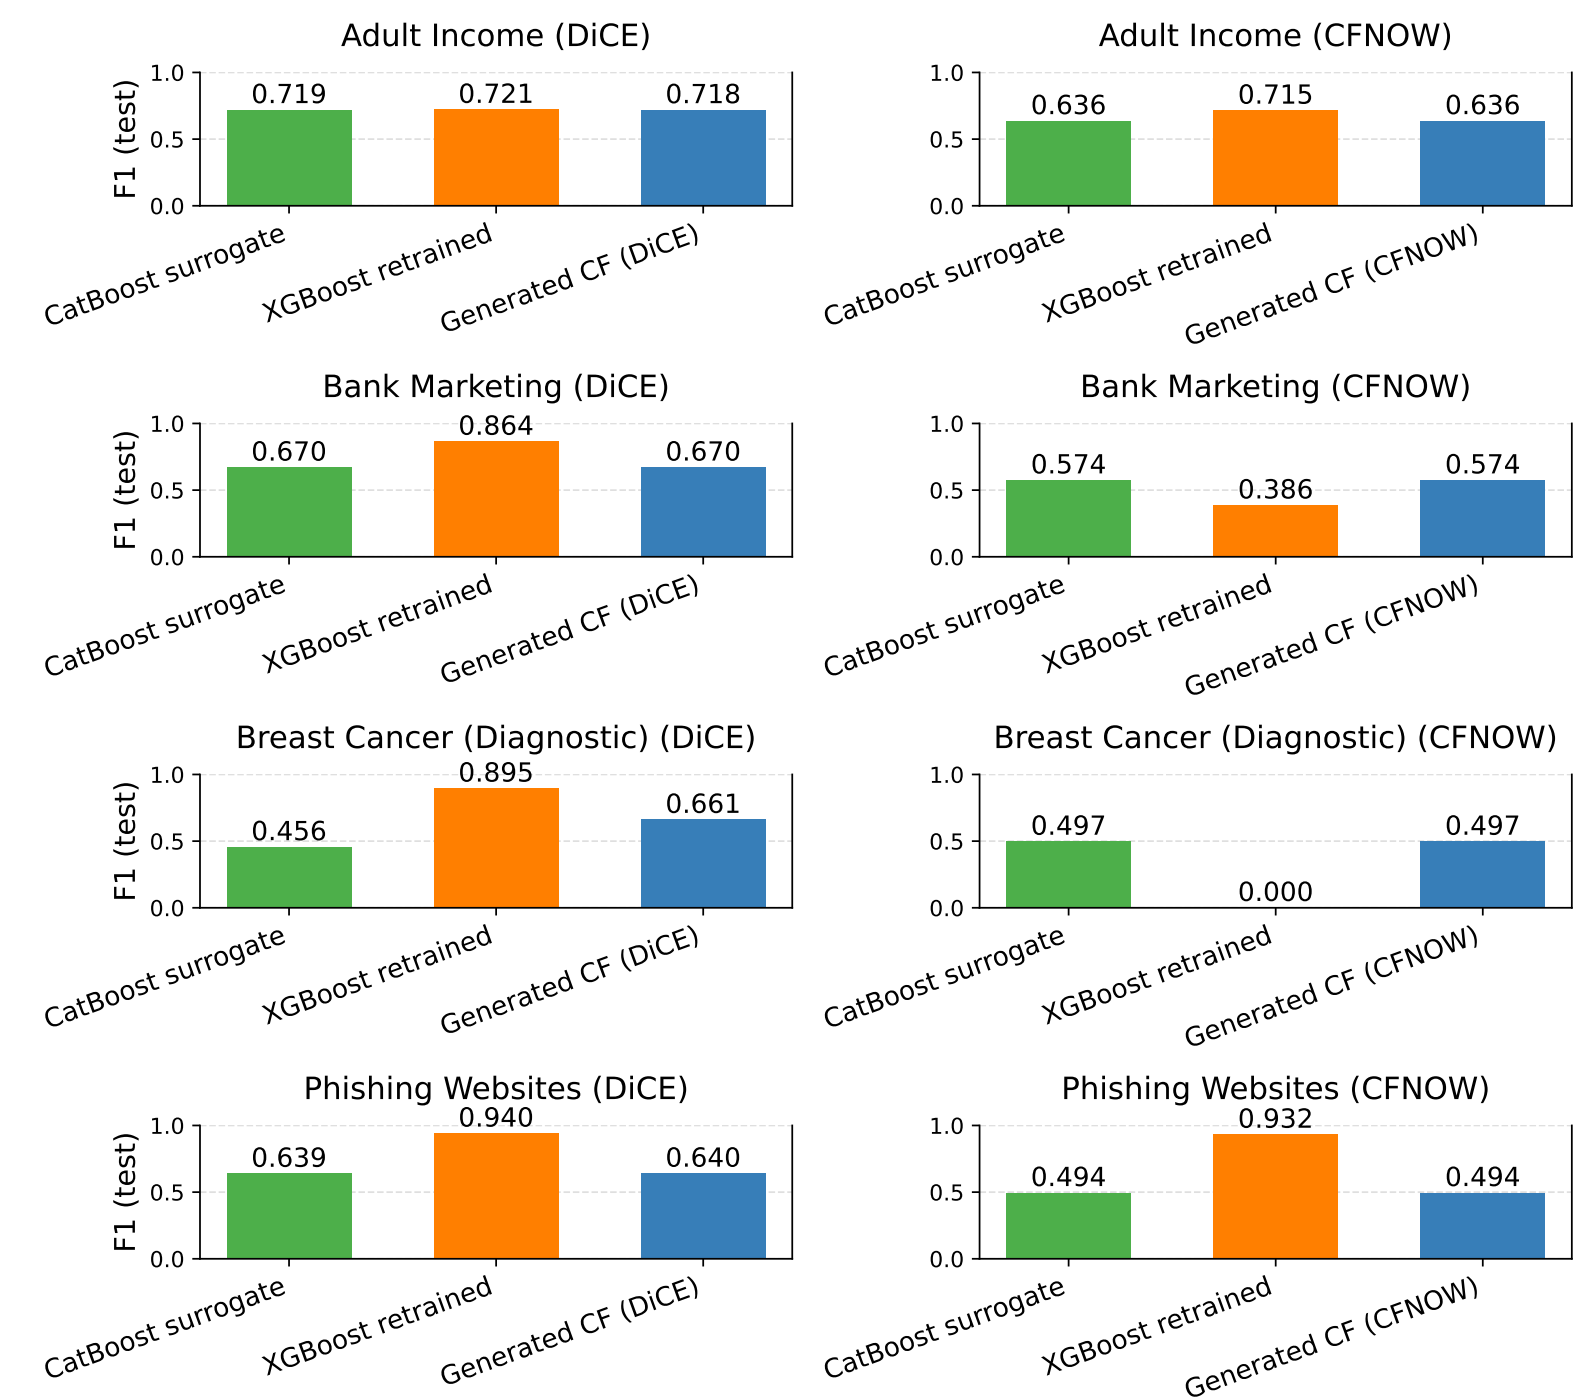 Adult Income (DiCE)
F1 (test)
1.0
0.5
0.0
0.719
0.721
0.718
CatBoost surrogate
XGBoost retrained
Generated CF (DiCE)
Adult Income (CFNOW)
1.0
0.5
0.0
0.636
0.715
0.636
CatBoost surrogate
XGBoost retrained
Generated CF (CFNOW)
Bank Marketing (DiCE)
F1 (test)
1.0
0.5
0.0
0.670
0.864
0.670
CatBoost surrogate
XGBoost retrained
Generated CF (DiCE)
Bank Marketing (CFNOW)
1.0
0.5
0.0
0.574
0.386
0.574
CatBoost surrogate
XGBoost retrained
Generated CF (CFNOW)
Breast Cancer (Diagnostic) (DiCE)
F1 (test)
1.0
0.5
0.0
0.456
0.895
0.661
CatBoost surrogate
XGBoost retrained
Generated CF (DiCE)
Breast Cancer (Diagnostic) (CFNOW)
1.0
0.5
0.0
0.497
0.000
0.497
CatBoost surrogate
XGBoost retrained
Generated CF (CFNOW)
Phishing Websites (DiCE)
F1 (test)
1.0
0.5
0.0
0.639
0.940
0.640
CatBoost surrogate
XGBoost retrained
Generated CF (DiCE)
Phishing Websites (CFNOW)
1.0
0.5
0.0
0.494
0.932
0.494
CatBoost surrogate
XGBoost retrained
Generated CF (CFNOW)